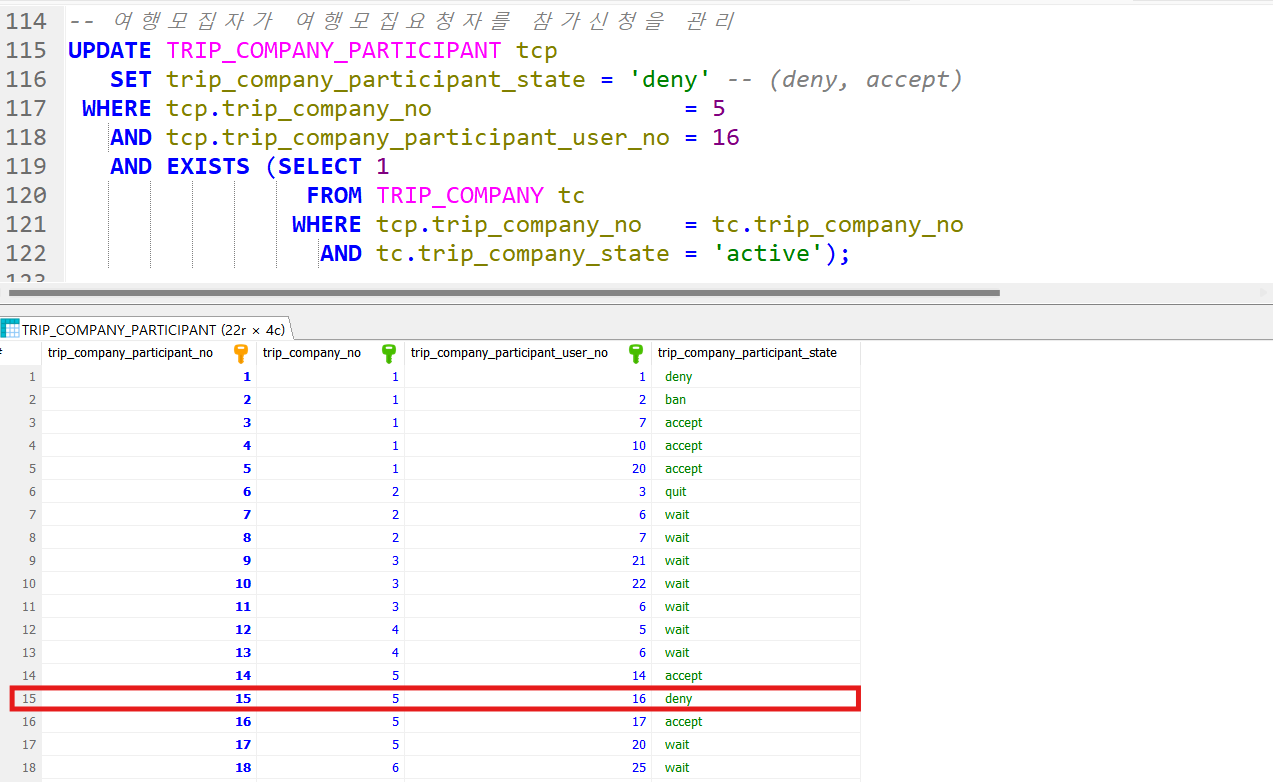 114 -- 여행모집자가 여행모집요청자를 참가신청을 관리
115 UPDATE TRIP_COMPANY_PARTICIPANT tcp
116 SET trip_company_participant_state = 'deny' -- (deny, accept)
117 WHERE tcp.trip_company_no = 5
118 AND tcp.trip_company_participant_user_no = 16
119 AND EXISTS (SELECT 1
120 FROM TRIP_COMPANY tc
121 WHERE tcp.trip_company_no = tc.trip_company_no
122 AND tc.trip_company_state = 'active');
123
TRIP_COMPANY_PARTICIPANT (22r × 4c)
# trip_company_participant_no trip_company_no trip_company_participant_user_no trip_company_participant_state
1 1 1 1 deny
2 2 1 2 ban
3 3 1 7 accept
4 4 1 10 accept
5 5 1 20 accept
6 6 2 3 quit
7 7 2 6 wait
8 8 2 7 wait
9 9 3 21 wait
10 10 3 22 wait
11 11 3 6 wait
12 12 4 5 wait
13 13 4 6 wait
14 14 5 14 accept
15 15 5 16 deny
16 16 5 17 accept
17 17 5 20 wait
18 18 6 25 wait